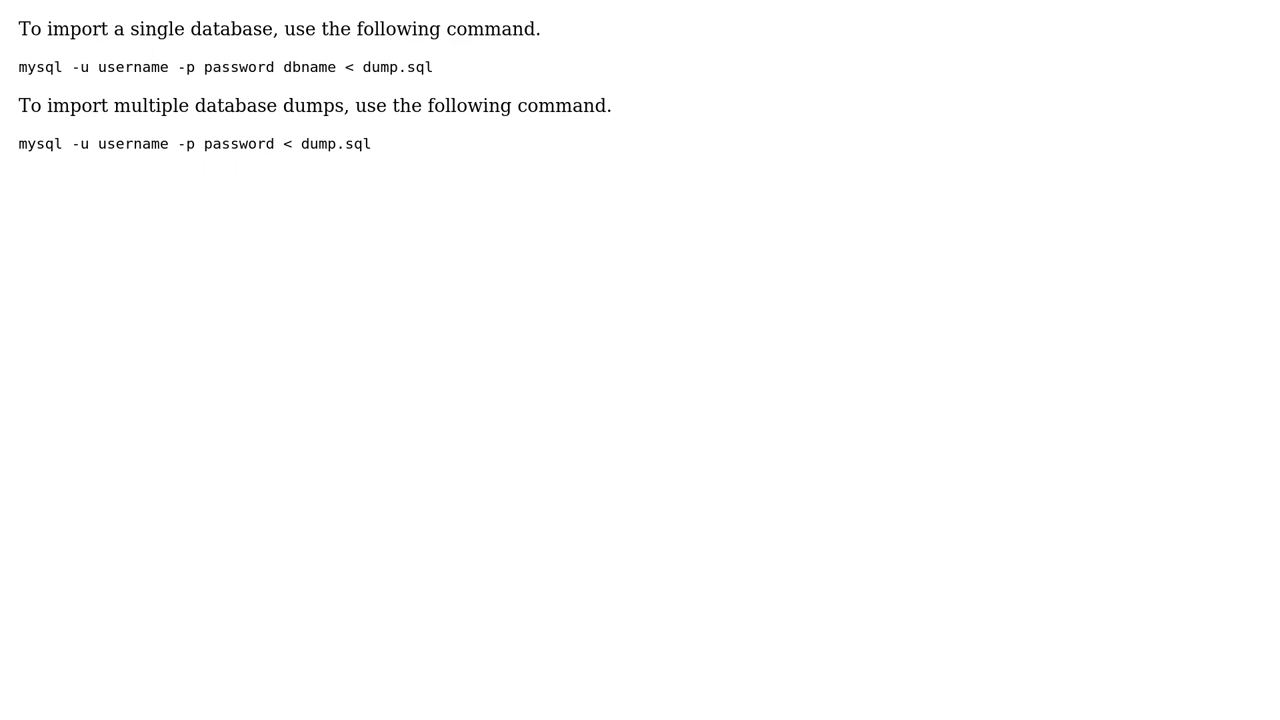 To import a single database, use the following command.
mysql -u username -p password dbname < dump.sql
To import multiple database dumps, use the following command.
mysql -u username -p password < dump.sql